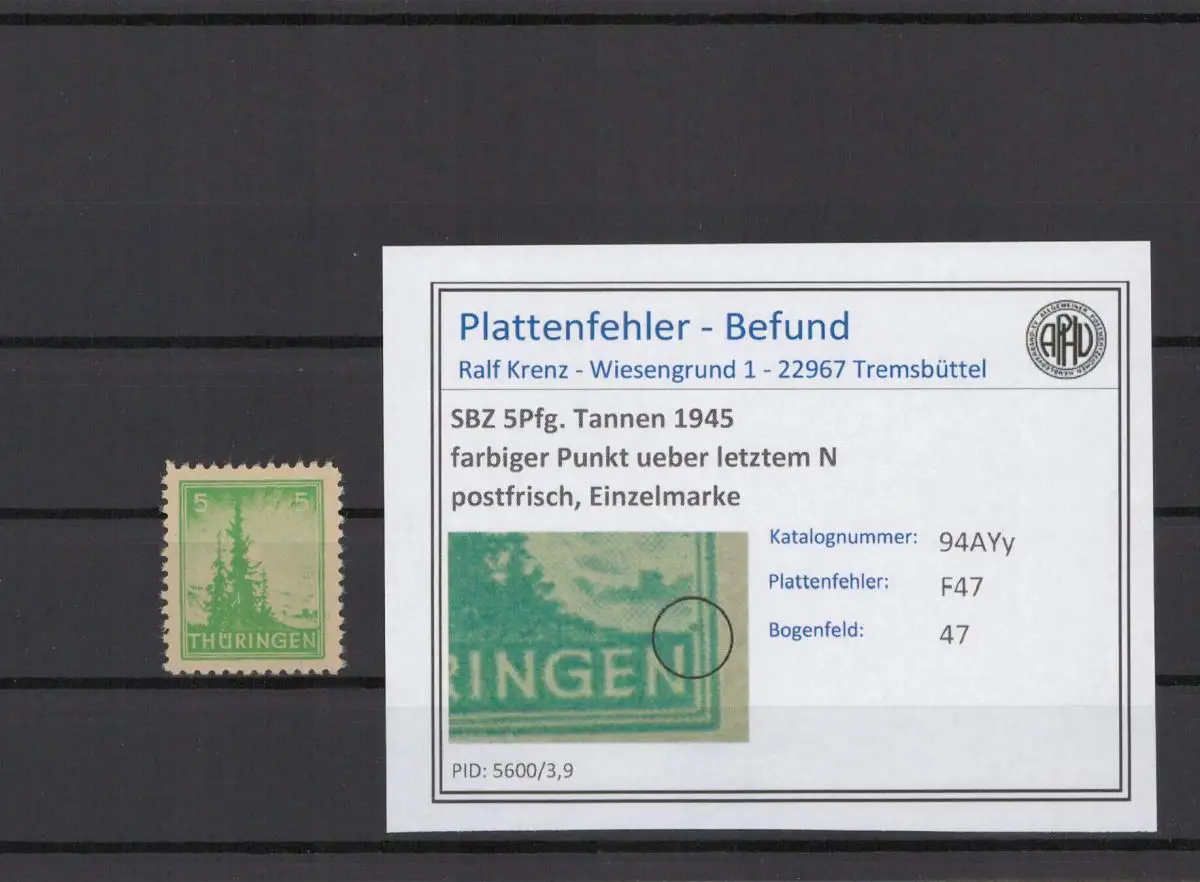 5 5
THÜRINGEN
Plattenfehler - Befund
Ralf Krenz - Wiesengrund 1 - 22967 Tremsbüttel
APHV
SBZ 5Pfg. Tannen 1945
farbiger Punkt ueber letztem N
postfrisch, Einzelmarke
RINGEN
Katalognummer: 94AYy
Plattenfehler: F47
Bogenfeld: 47
PID: 5600/3,9